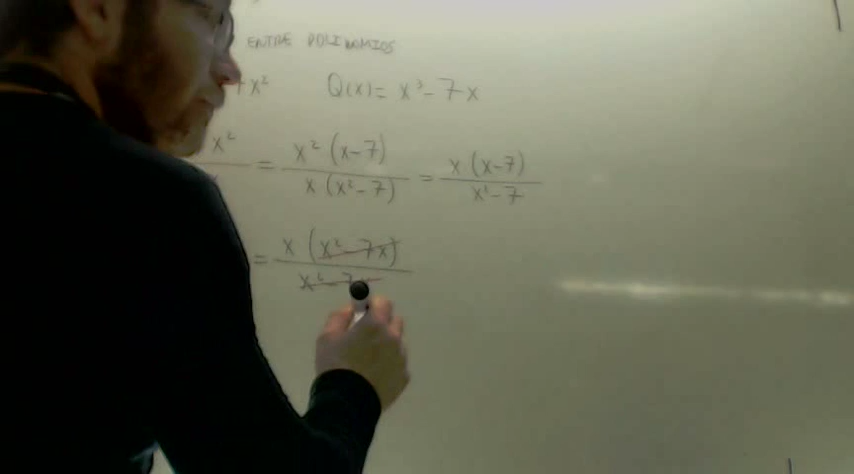 ENTRE POLINOMIOS
+x² Q(x) = x³ - 7x
x² = x² (x-7) / x (x² - 7) = x (x-7) / x² - 7
= x (x² - 7x) / x² - 7x